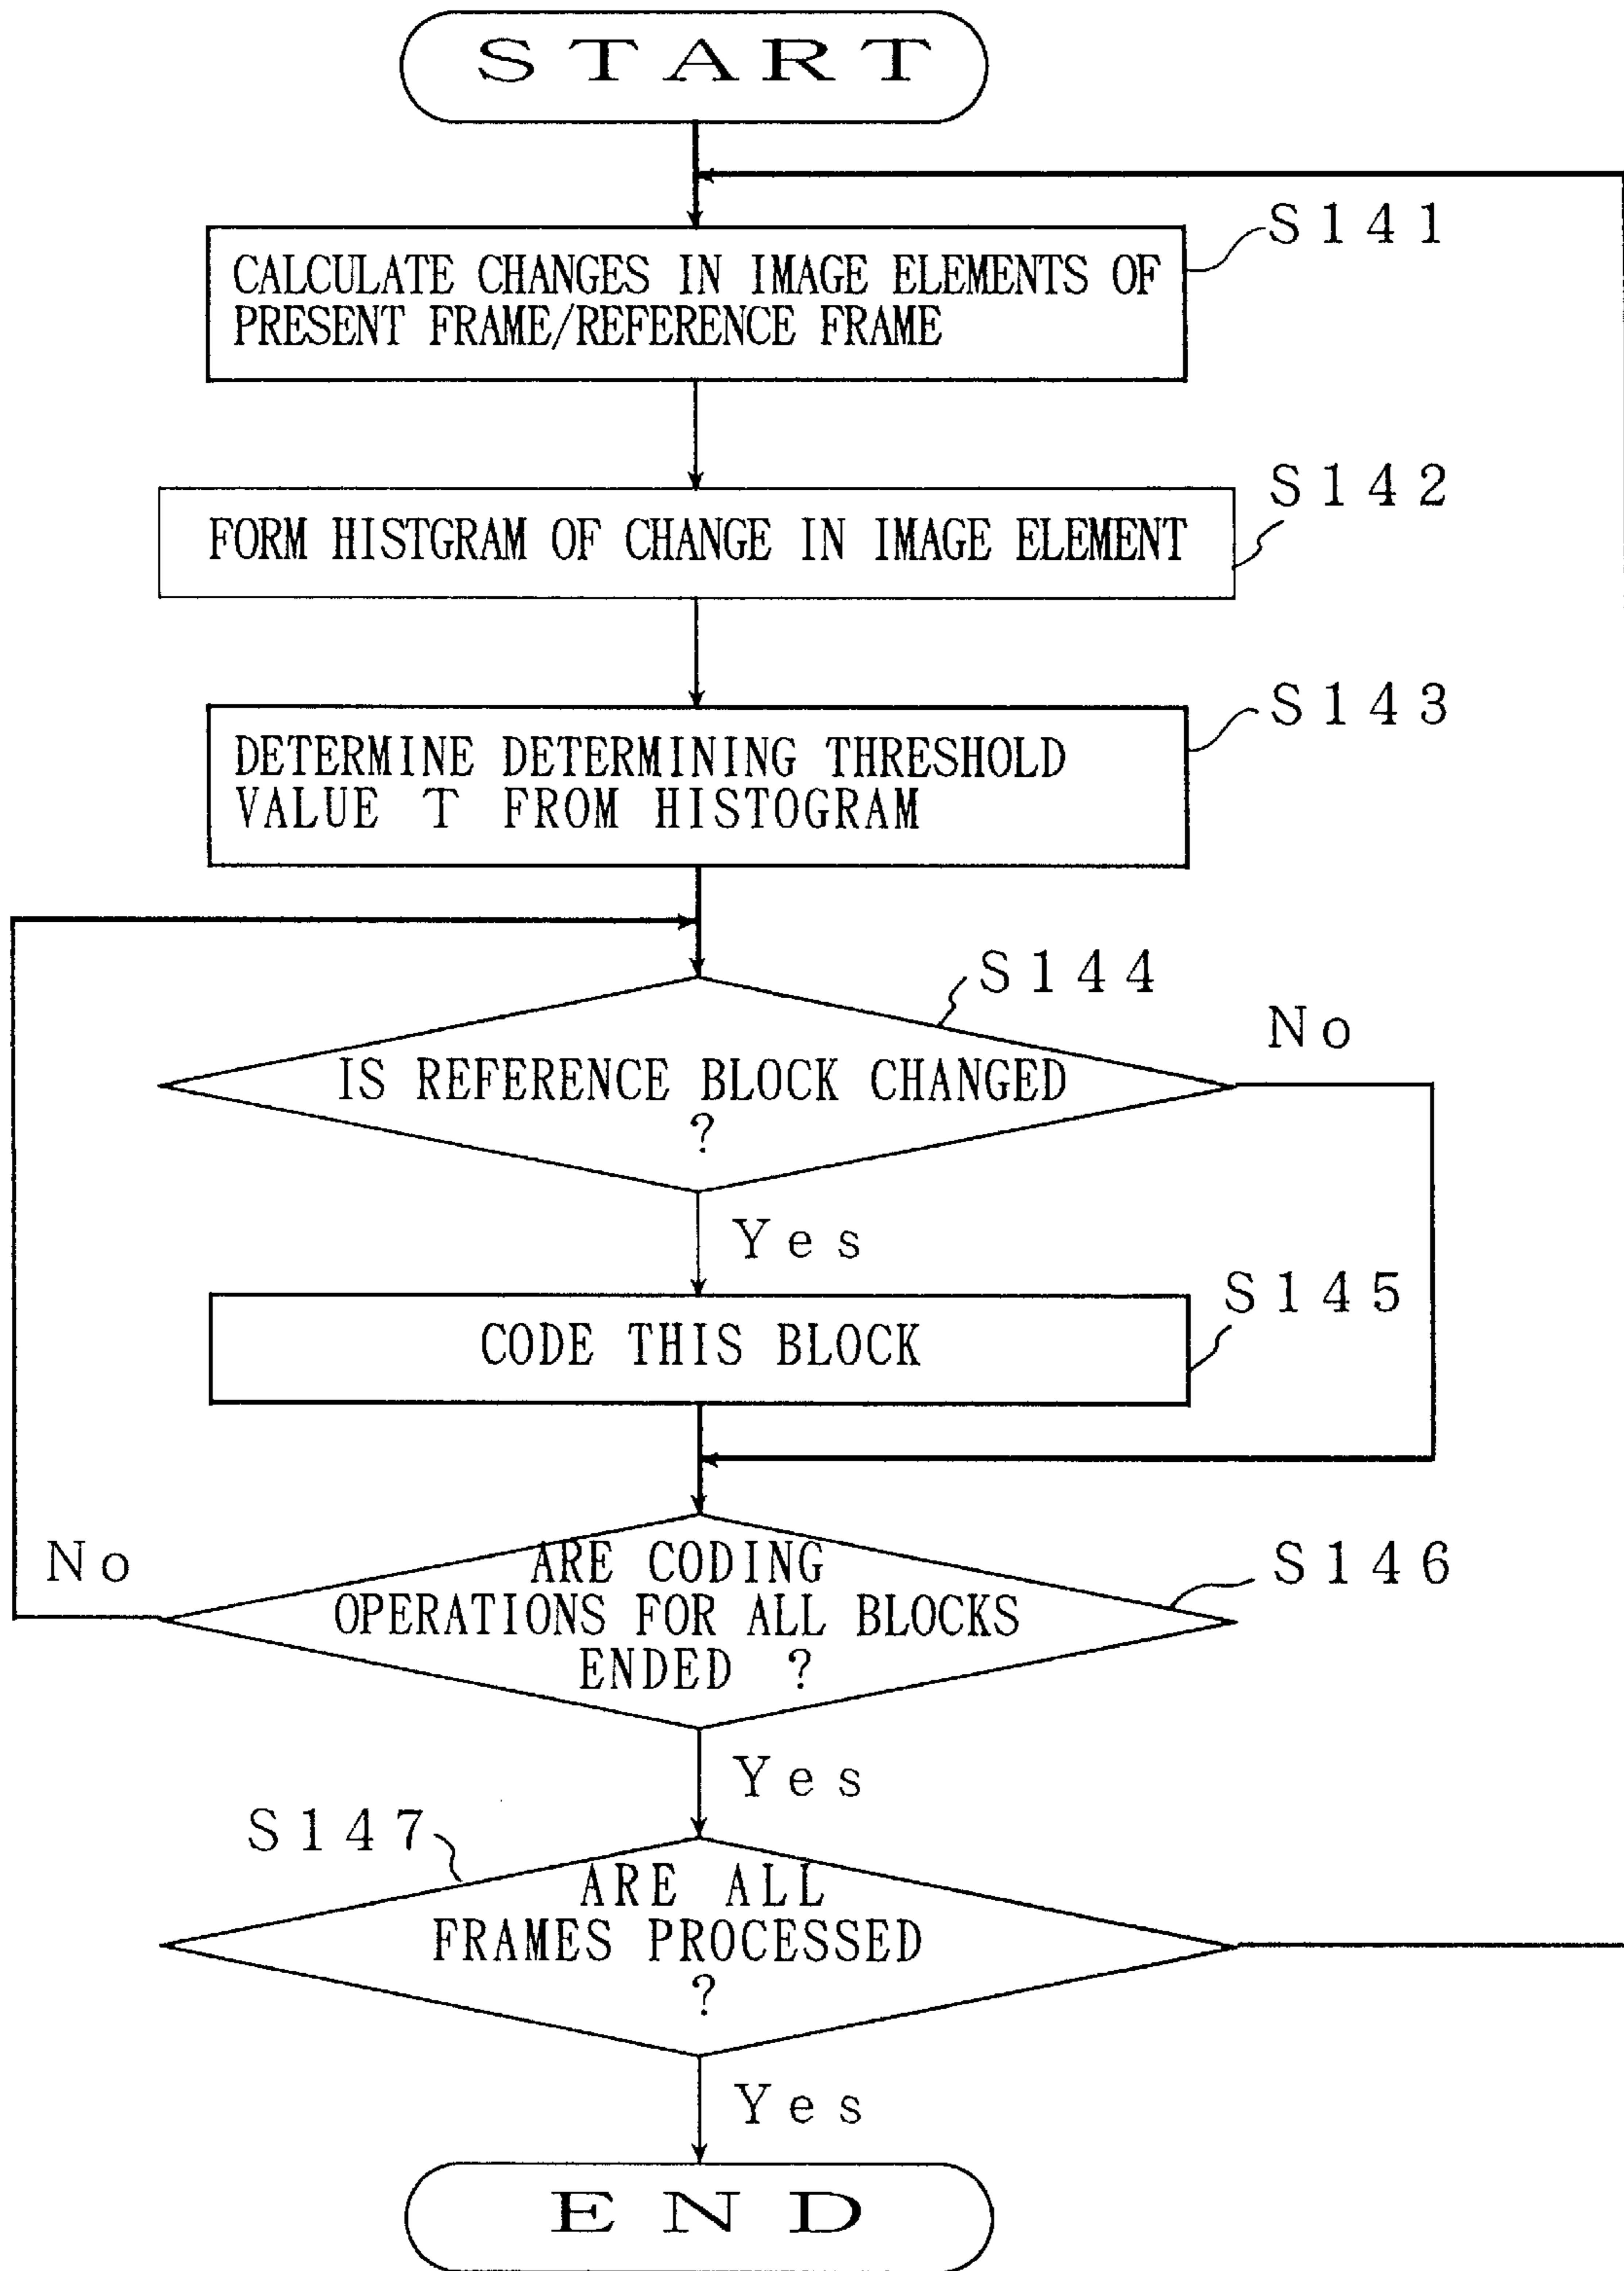 START
S141
CALCULATE CHANGES IN IMAGE ELEMENTS OF
PRESENT FRAME/REFERENCE FRAME
S142
FORM HISTGRAM OF CHANGE IN IMAGE ELEMENT
S143
DETERMINE DETERMINING THRESHOLD
VALUE T FROM HISTOGRAM
S144
No
IS REFERENCE BLOCK CHANGED
?
Yes
S145
CODE THIS BLOCK
No
S146
ARE CODING
OPERATIONS FOR ALL BLOCKS
ENDED ?
Yes
S147
ARE ALL
FRAMES PROCESSED
?
Yes
END